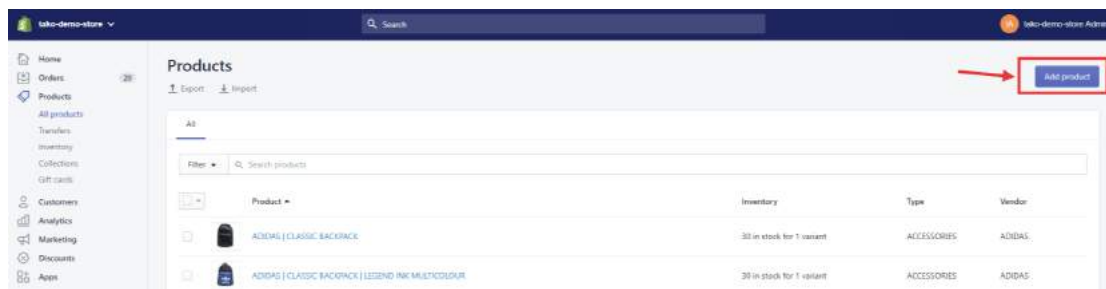 tako-demo-store
Search
tako-demo-store Admin
Home
Orders 20
Products
All products
Transfers
Inventory
Collections
Gift cards
Customers
Analytics
Marketing
Discounts
Apps
Products
Export Import
Add product
All
Filter Search products
Product Inventory Type Vendor
ADIDAS | CLASSIC BACKPACK 30 in stock for 1 variant ACCESSORIES ADIDAS
ADIDAS | CLASSIC BACKPACK | LEGEND INK MULTICOLOUR 30 in stock for 1 variant ACCESSORIES ADIDAS